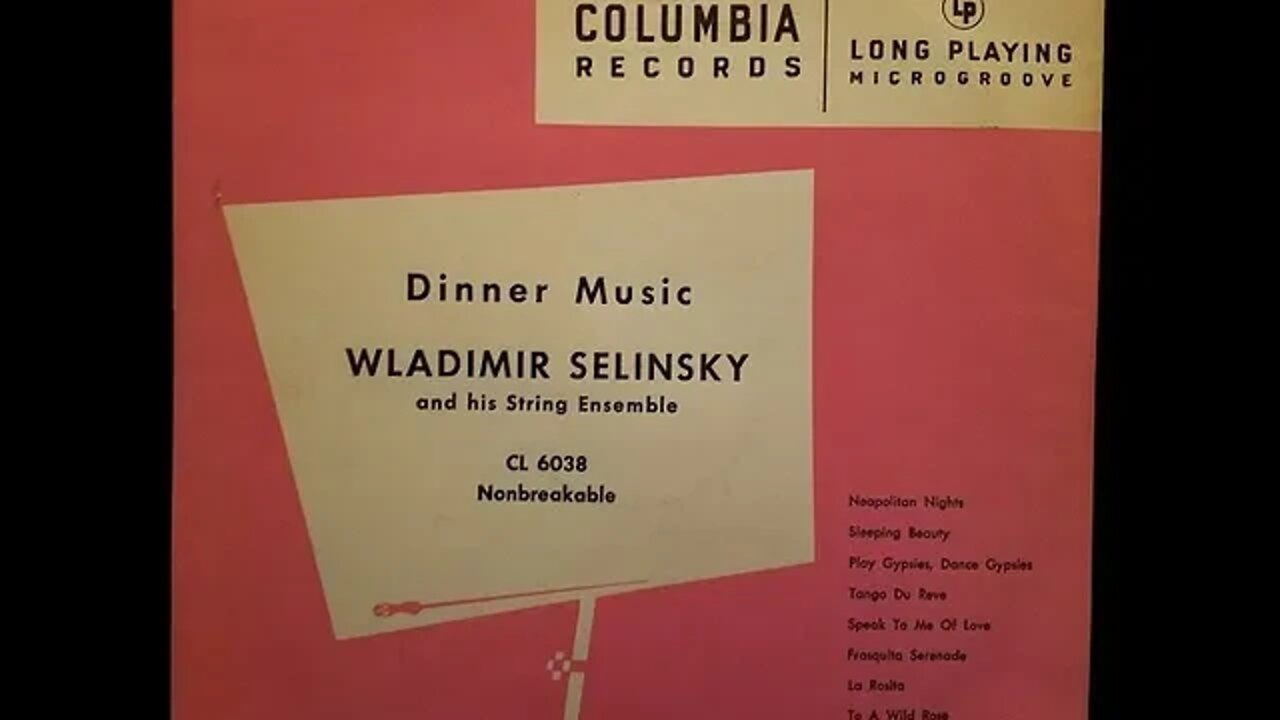 COLUMBIA
RECORDS
Lp
LONG PLAYING
MICROGROOVE
Dinner Music
WLADIMIR SELINSKY
and his String Ensemble
CL 6038
Nonbreakable
Neapolitan Nights
Sleeping Beauty
Play Gypsies, Dance Gypsies
Tango Du Reve
Speak To Me Of Love
Frasquita Serenade
La Rosita
To A Wild Rose